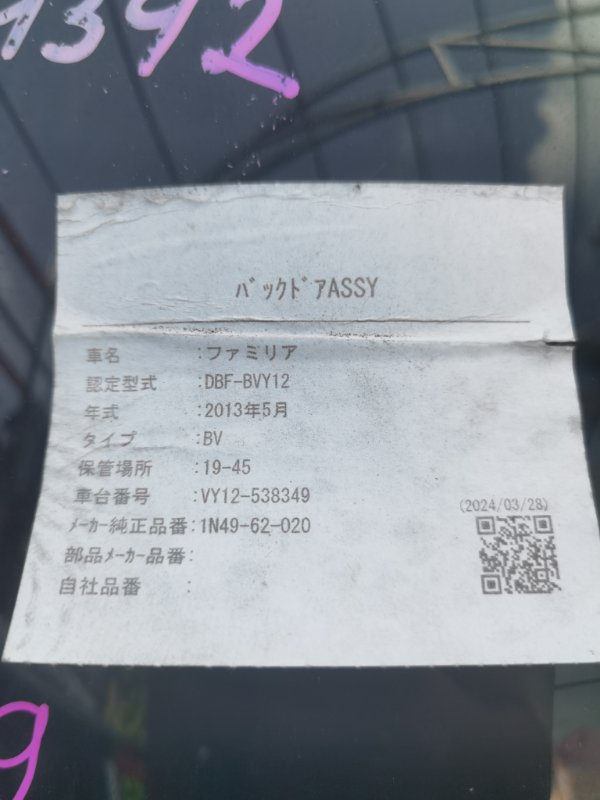 1342
ﾊﾞｯｸﾄﾞｱASSY
車名 :ファミリア
認定型式 :DBF-BVY12
年式 :2013年5月
タイプ :BV
保管場所 :19-45
車台番号 :VY12-538349
ﾒｰｶｰ純正品番:1N49-62-020
(2024/03/28)
部品ﾒｰｶｰ品番:
自社品番 :
9